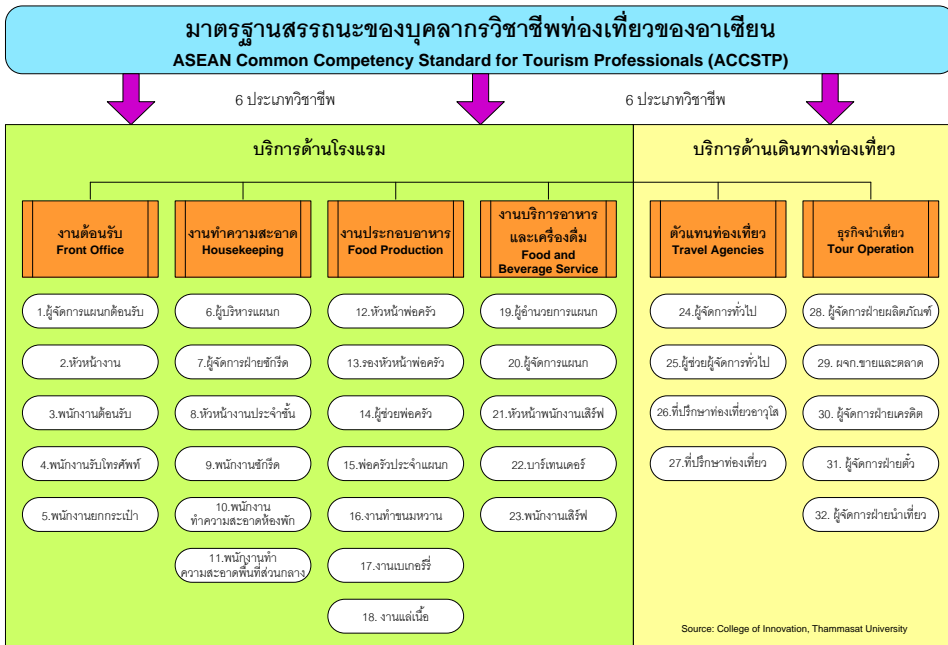 มาตรฐานสรรถนะของบุคลากรวิชาชีพท่องเที่ยวของอาเซียน
ASEAN Common Competency Standard for Tourism Professionals (ACCSTP)
6 ประเภทวิชาชีพ
6 ประเภทวิชาชีพ
บริการด้านโรงแรม
บริการด้านเดินทางท่องเที่ยว
งานต้อนรับ
Front Office
งานทำความสะอาด
Housekeeping
งานประกอบอาหาร
Food Production
งานบริการอาหาร
และเครื่องดื่ม
Food and
Beverage Service
ตัวแทนท่องเที่ยว
Travel Agencies
ธุรกิจนำเที่ยว
Tour Operation
1.ผู้จัดการแผนกต้อนรับ
2.หัวหน้างาน
3.พนักงานต้อนรับ
4.พนักงานรับโทรศัพท์
5.พนักงานยกกระเป๋า
6.ผู้บริหารแผนก
7.ผู้จัดการฝ่ายซักรีด
8.หัวหน้างานประจำชั้น
9.พนักงานซักรีด
10.พนักงาน
ทำความสะอาดห้องพัก
11.พนักงานทำ
ความสะอาดพื้นที่ส่วนกลาง
12.หัวหน้าพ่อครัว
13.รองหัวหน้าพ่อครัว
14.ผู้ช่วยพ่อครัว
15.พ่อครัวประจำแผนก
16.งานทำขนมหวาน
17.งานเบเกอร์รี่
18. งานแล่เนื้อ
19.ผู้อำนวยการแผนก
20.ผู้จัดการแผนก
21.หัวหน้าพนักงานเสิร์ฟ
22.บาร์เทนเดอร์
23.พนักงานเสิร์ฟ
24.ผู้จัดการทั่วไป
25.ผู้ช่วยผู้จัดการทั่วไป
26.ที่ปรึกษาท่องเที่ยวอาวุโส
27.ที่ปรึกษาท่องเที่ยว
28. ผู้จัดการฝ่ายผลิตภัณฑ์
29. ผจก.ขายและตลาด
30. ผู้จัดการฝ่ายเครดิต
31. ผู้จัดการฝ่ายตั๋ว
32. ผู้จัดการฝ่ายนำเที่ยว
Source: College of Innovation, Thammasat University